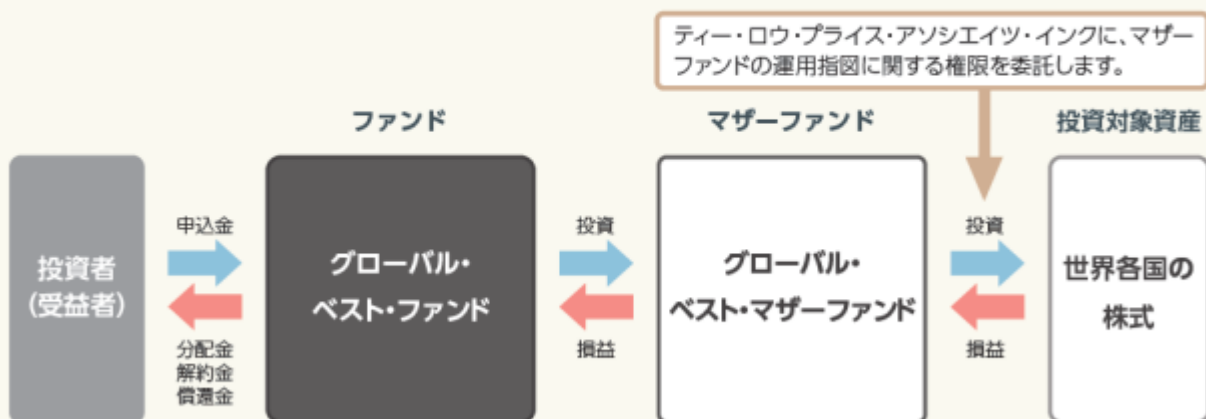 ティー・ロウ・プライス・アソシエイツ・インクに、マザー
ファンドの運用指図に関する権限を委託します。
ファンド
マザーファンド
投資対象資産
投資者
(受益者)
申込金
分配金
解約金
償還金
グローバル・
ベスト・ファンド
投資
損益
グローバル・
ベスト・マザーファンド
投資
損益
世界各国の
株式